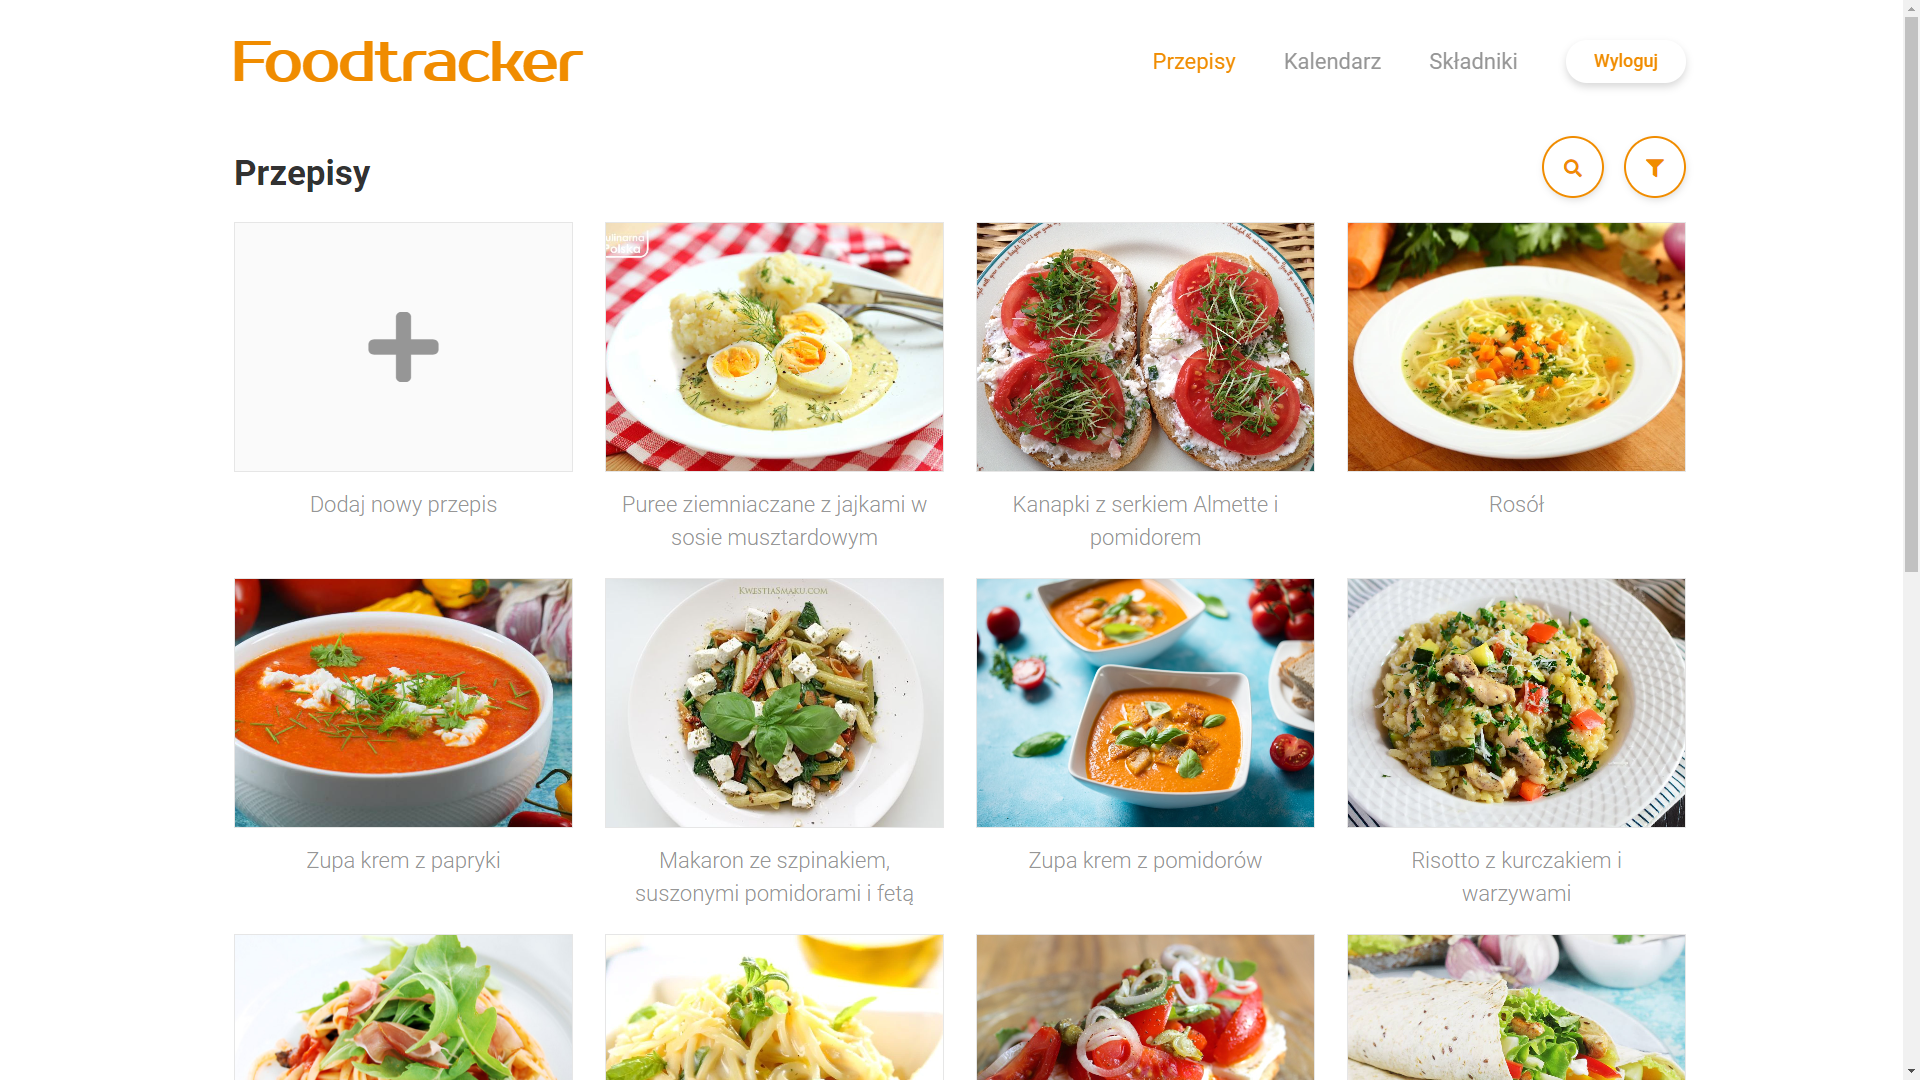 Foodtracker
Przepisy
Kalendarz
Składniki
Wyloguj
Przepisy
Dodaj nowy przepis
ulinarna
Polska
Puree ziemniaczane z jajkami w
sosie musztardowym
Kanapki z serkiem Almette i
pomidorem
Rosół
Zupa krem z papryki
KWESTIASMAKU.COM
Makaron ze szpinakiem,
suszonymi pomidorami i fetą
Zupa krem z pomidorów
Risotto z kurczakiem i
warzywami